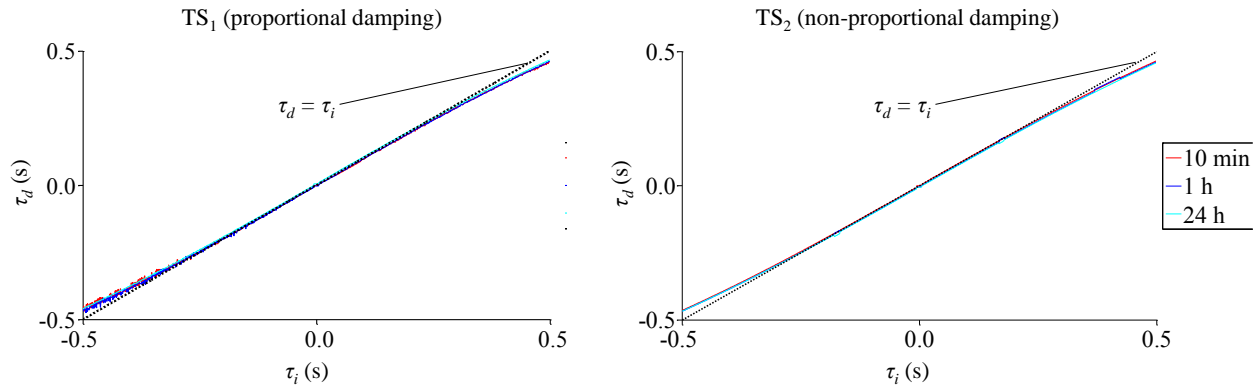 TS₁ (proportional damping)
0.5
τd = τi
τd (s)
0.0
-0.5
-0.5
0.0
0.5
τi (s)
TS₂ (non-proportional damping)
0.5
τd = τi
τd (s)
0.0
-0.5
-0.5
0.0
0.5
τi (s)
10 min
1 h
24 h